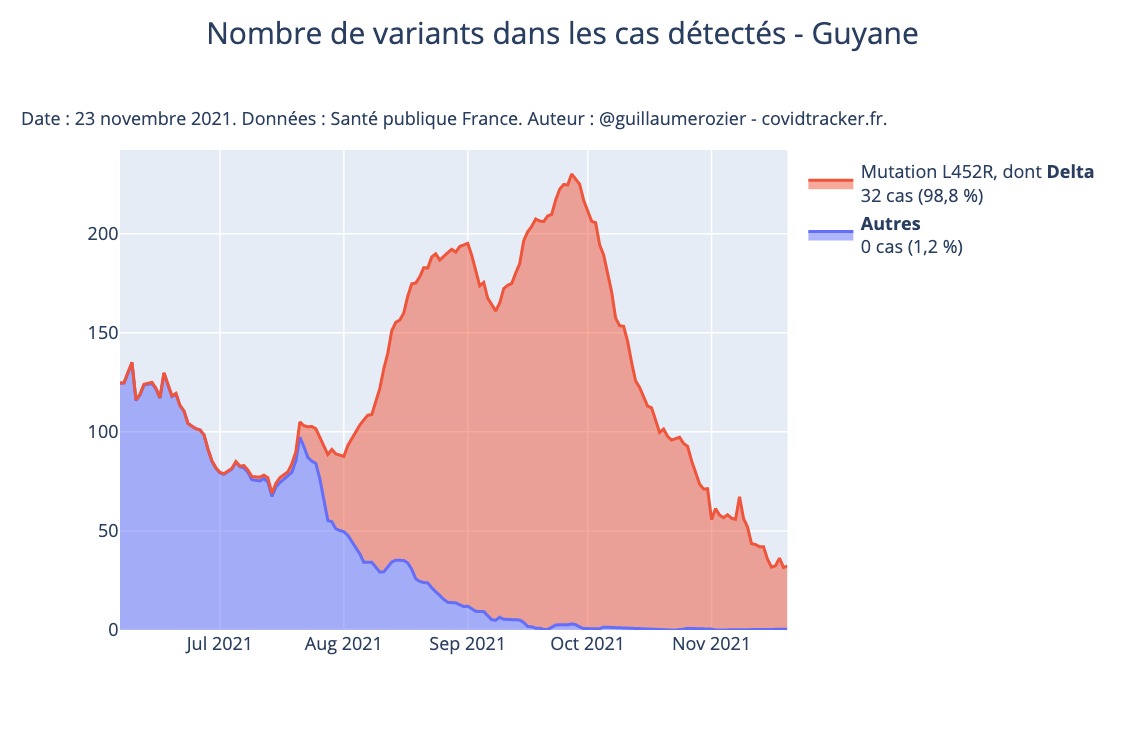 Nombre de variants dans les cas détectés - Guyane
Date : 23 novembre 2021. Données : Santé publique France. Auteur : @guillaumerozier - covidtracker.fr.
Mutation L452R, dont Delta
32 cas (98,8 %)
Autres
0 cas (1,2 %)
200
150
100
50
0
Jul 2021
Aug 2021
Sep 2021
Oct 2021
Nov 2021